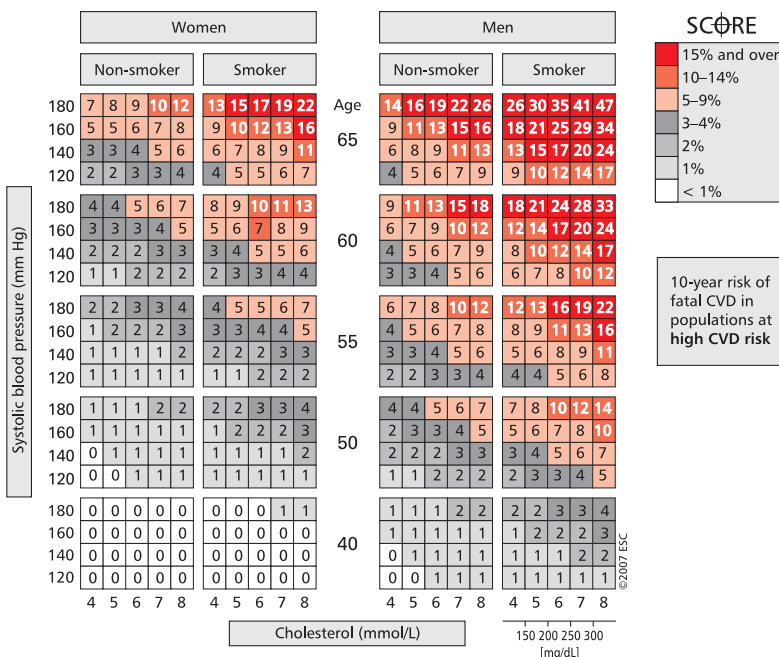 Women Men SCORE
Non-smoker Smoker Non-smoker Smoker
15% and over
10–14%
5–9%
3–4%
2%
1%
< 1%
Age
180 7 8 9 10 12 13 15 17 19 22 14 16 19 22 26 26 30 35 41 47
160 5 5 6 7 8 9 10 12 13 16 9 11 13 15 16 18 21 25 29 34
65
140 3 3 4 5 6 6 7 8 9 11 6 8 9 11 13 13 15 17 20 24
120 2 2 3 3 4 4 5 5 6 7 4 5 6 7 9 9 10 12 14 17
180 4 4 5 6 7 8 9 10 11 13 9 11 13 15 18 18 21 24 28 33
160 3 3 3 4 5 5 6 7 8 9 6 7 9 10 12 12 14 17 20 24
60
140 2 2 2 3 3 3 4 5 5 6 4 5 6 7 9 8 10 12 14 17
120 1 1 2 2 2 2 3 3 4 4 3 3 4 5 6 6 7 8 10 12
180 2 2 3 3 4 4 5 5 6 7 6 7 8 10 12 12 13 16 19 22
160 1 2 2 2 3 3 3 4 4 5 4 5 6 7 8 8 9 11 13 16
55
140 1 1 1 1 2 2 2 2 3 3 3 3 4 5 6 5 6 8 9 11
120 1 1 1 1 1 1 1 2 2 2 2 2 3 3 4 4 4 5 6 8
180 1 1 1 2 2 2 2 3 3 4 4 4 5 6 7 7 8 10 12 14
160 1 1 1 1 1 1 2 2 2 3 2 3 3 4 5 5 6 7 8 10
50
140 0 1 1 1 1 1 1 1 1 2 2 2 2 3 3 3 4 5 6 7
120 0 0 1 1 1 1 1 1 1 1 1 1 2 2 2 2 3 3 4 5
180 0 0 0 0 0 0 0 0 1 1 1 1 1 2 2 2 2 3 3 4
160 0 0 0 0 0 0 0 0 0 0 1 1 1 1 1 1 2 2 2 3
40
140 0 0 0 0 0 0 0 0 0 0 0 1 1 1 1 1 1 1 2 2
120 0 0 0 0 0 0 0 0 0 0 0 0 1 1 1 1 1 1 1 1
4 5 6 7 8 4 5 6 7 8 4 5 6 7 8 4 5 6 7 8
Systolic blood pressure (mm Hg)
Cholesterol (mmol/L)
150 200 250 300
[mg/dL]
10-year risk of
fatal CVD in
populations at
high CVD risk
©2007 ESC